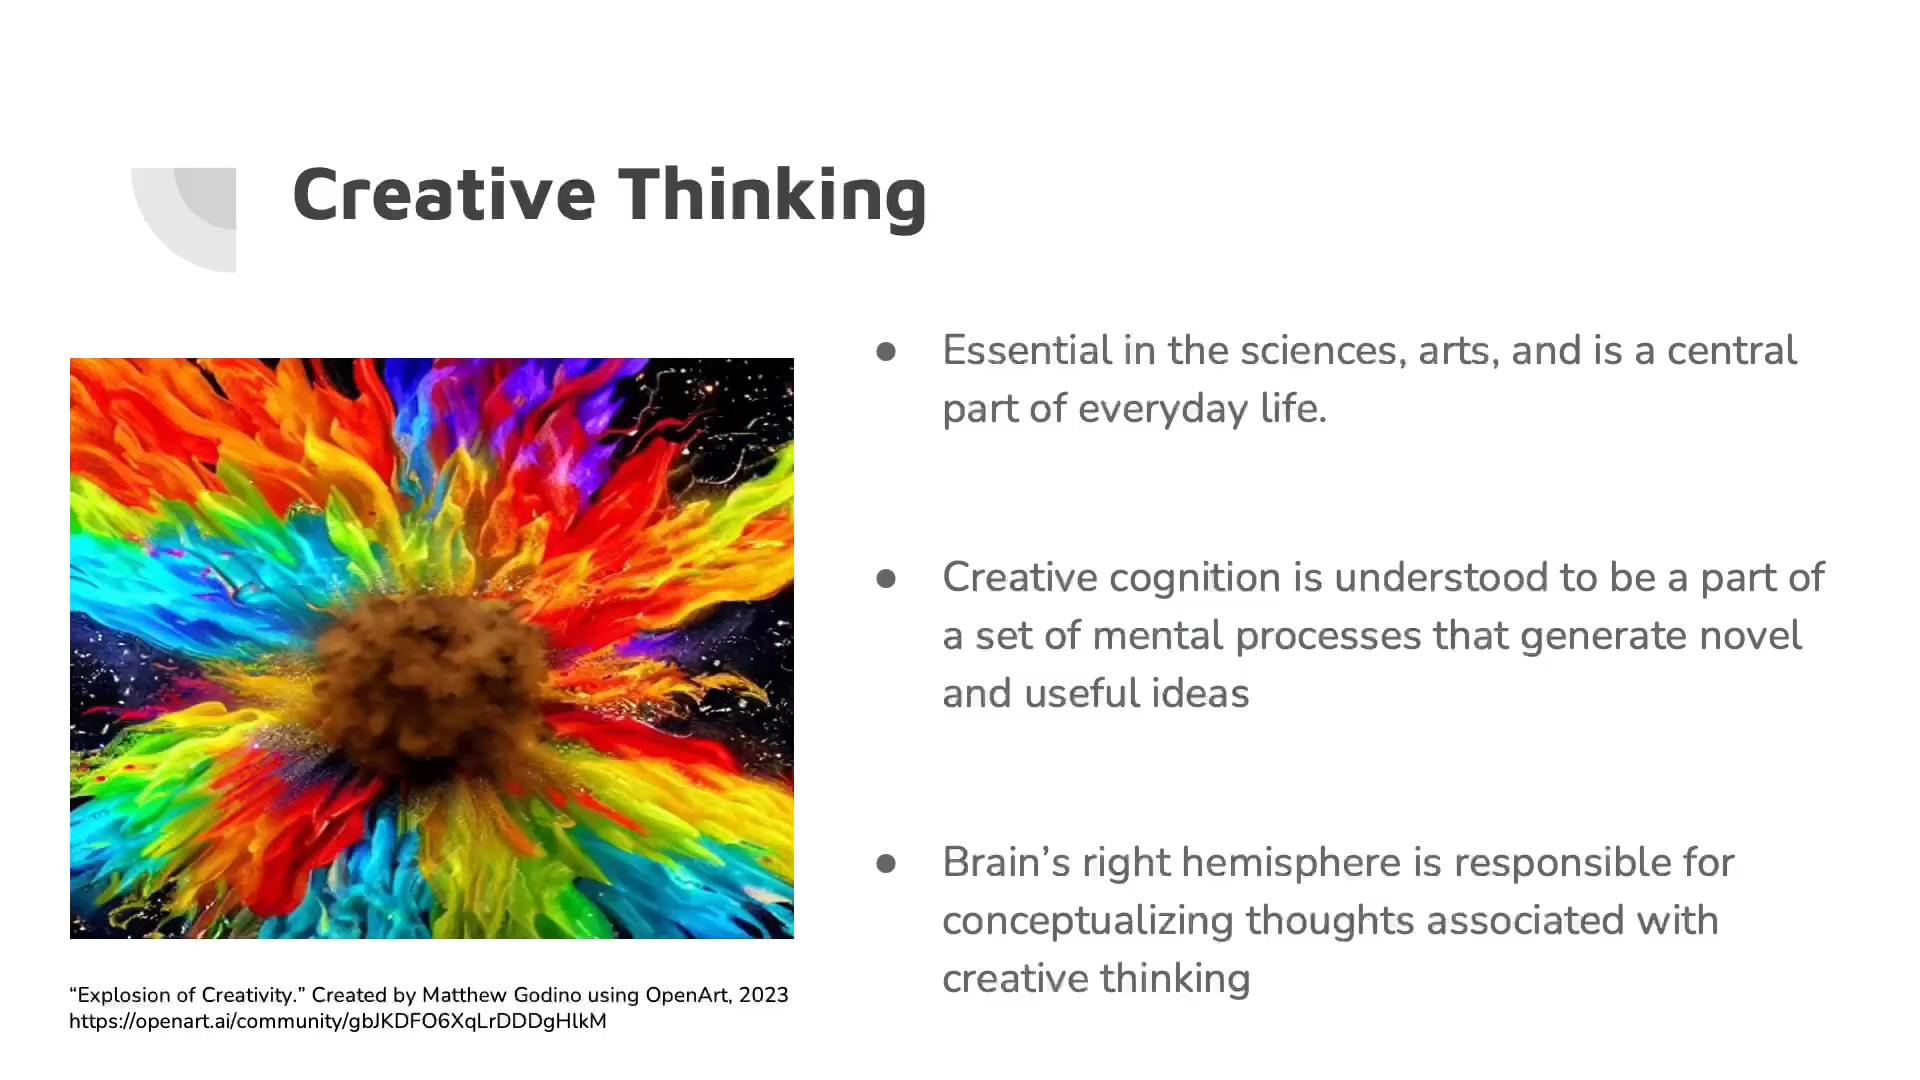 Creative Thinking
● Essential in the sciences, arts, and is a central
part of everyday life.
● Creative cognition is understood to be a part of
a set of mental processes that generate novel
and useful ideas
● Brain’s right hemisphere is responsible for
conceptualizing thoughts associated with
creative thinking
“Explosion of Creativity.” Created by Matthew Godino using OpenArt, 2023
https://openart.ai/community/gbJKDFO6XqLrDDDgHlkM